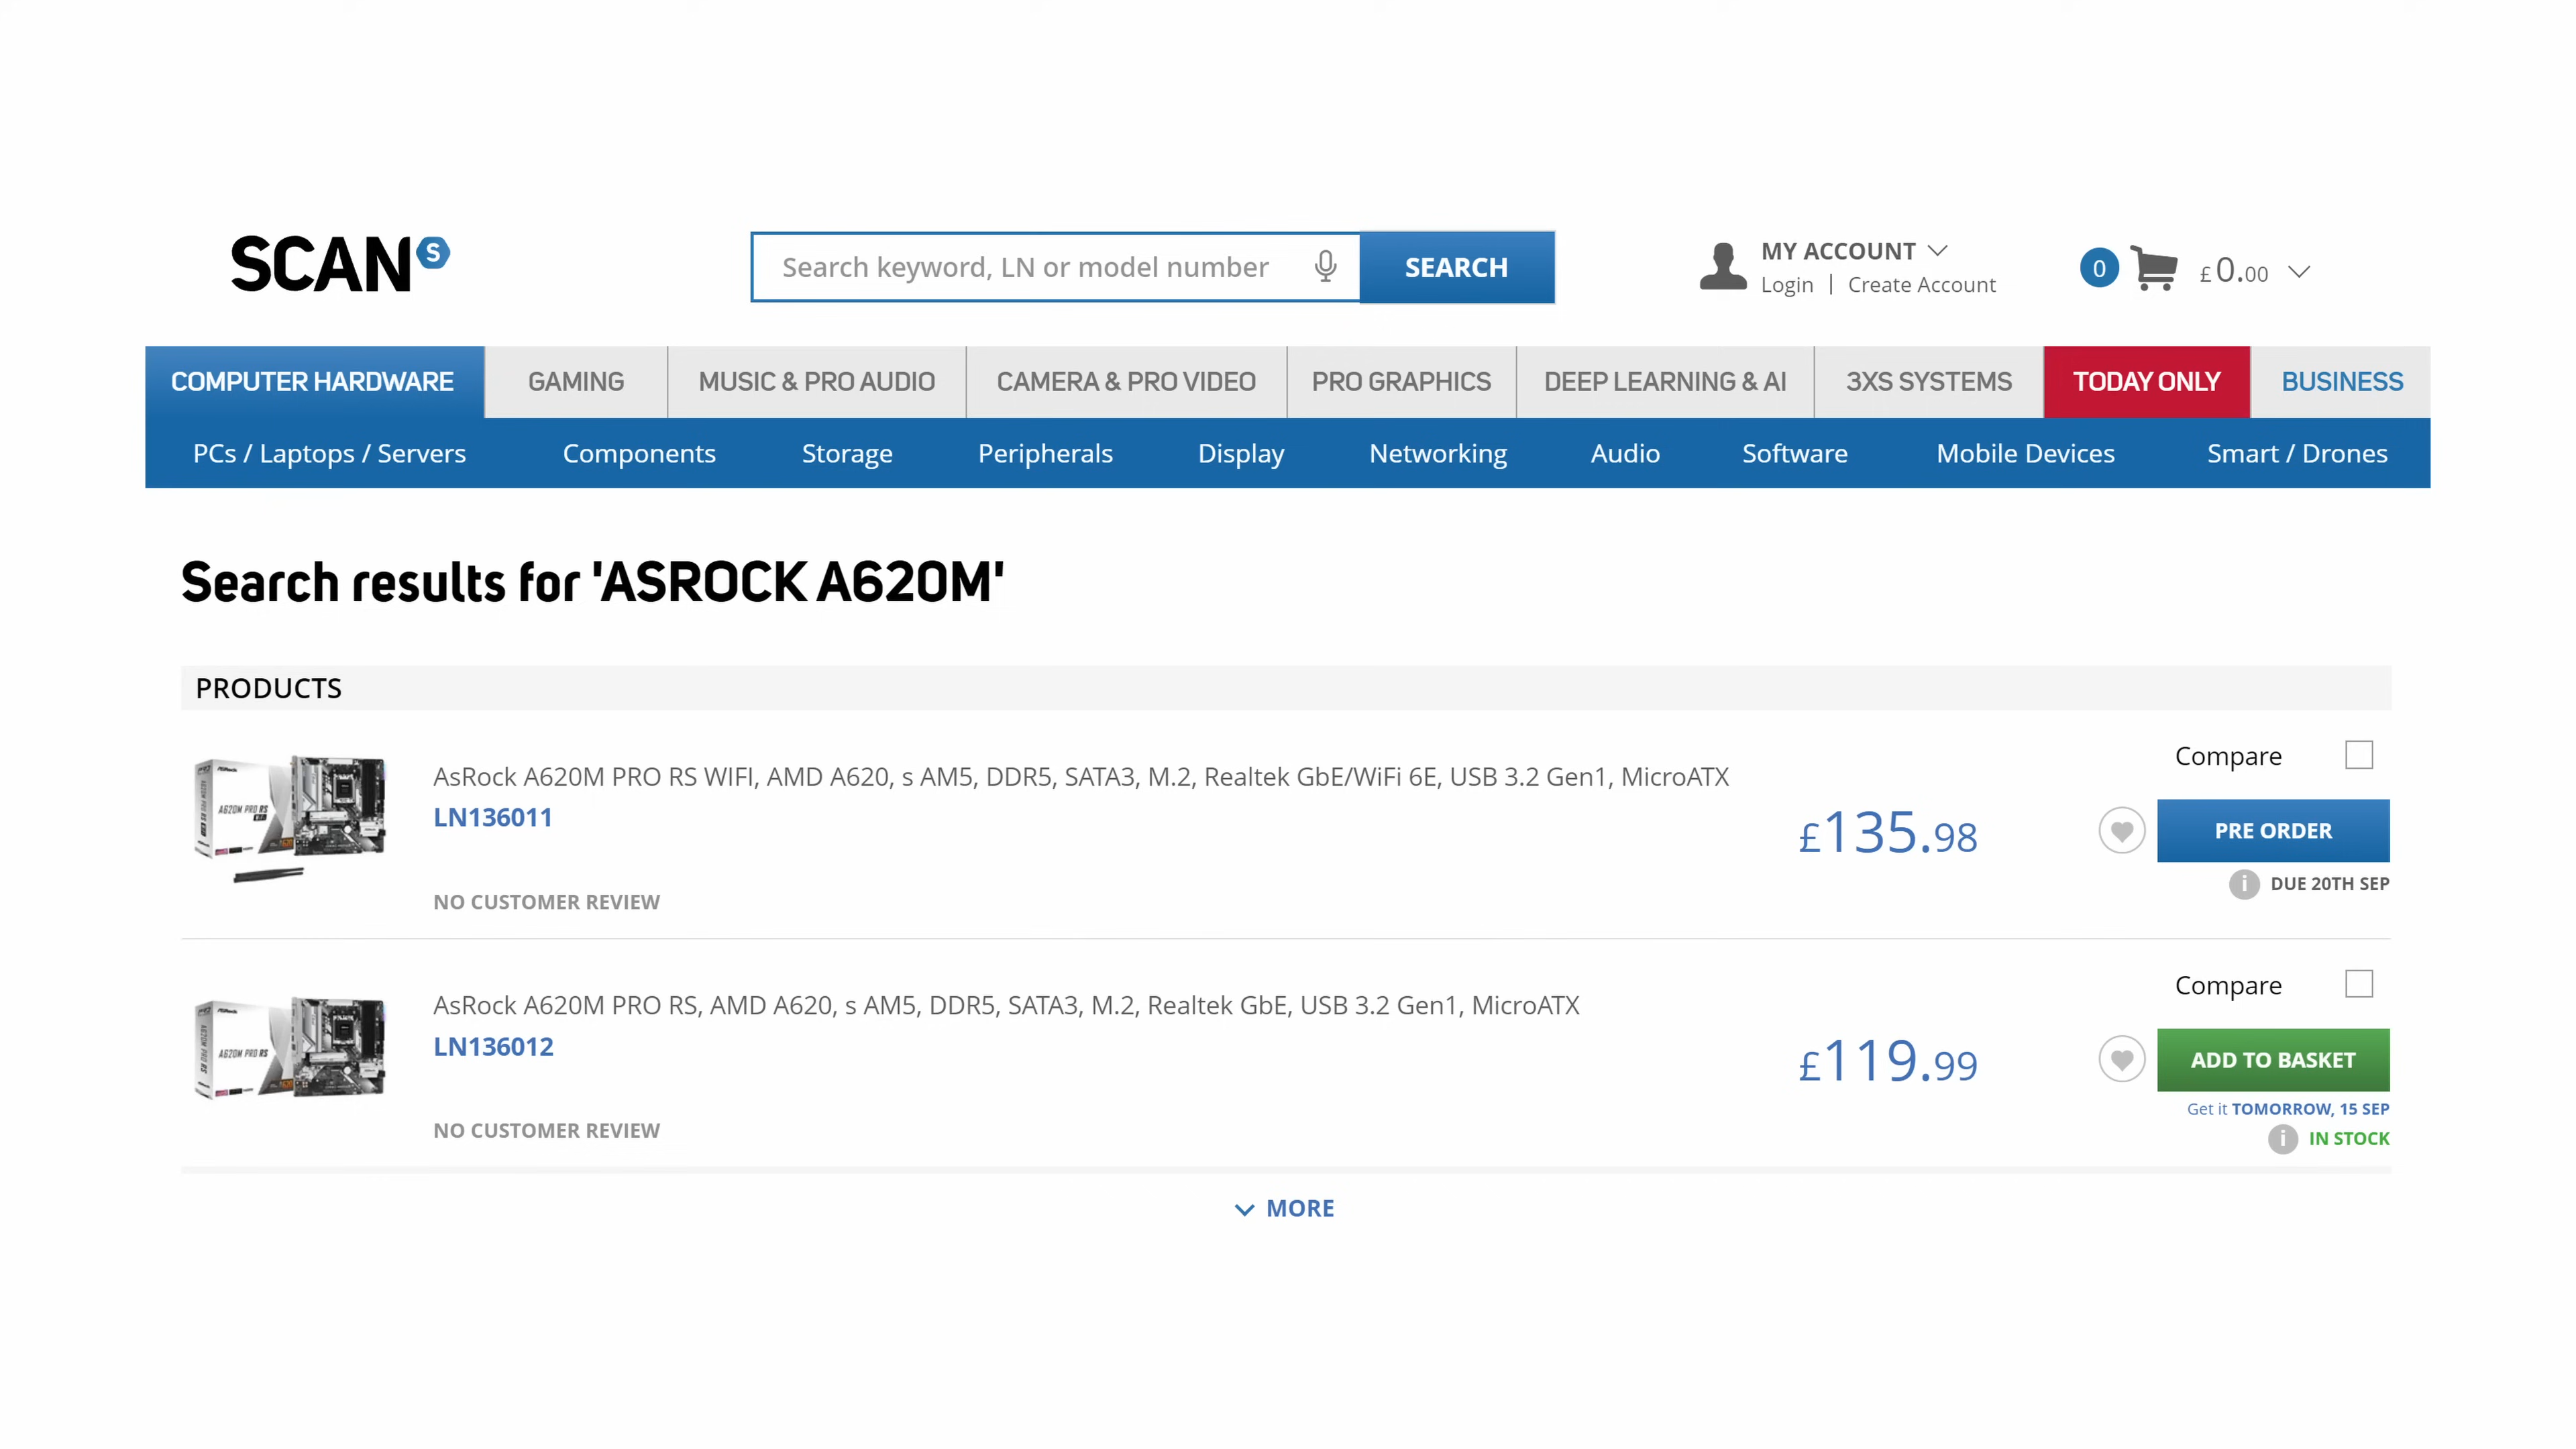 SCAN S
Search keyword, LN or model number
SEARCH
MY ACCOUNT
Login | Create Account
0
£0.00
COMPUTER HARDWARE
GAMING
MUSIC & PRO AUDIO
CAMERA & PRO VIDEO
PRO GRAPHICS
DEEP LEARNING & AI
3XS SYSTEMS
TODAY ONLY
BUSINESS
PCs / Laptops / Servers
Components
Storage
Peripherals
Display
Networking
Audio
Software
Mobile Devices
Smart / Drones
Search results for 'ASROCK A620M'
PRODUCTS
A620M PRO RS
AsRock A620M PRO RS WIFI, AMD A620, s AM5, DDR5, SATA3, M.2, Realtek GbE/WiFi 6E, USB 3.2 Gen1, MicroATX
LN136011
NO CUSTOMER REVIEW
£135.98
Compare
PRE ORDER
DUE 20TH SEP
A620M PRO RS
AsRock A620M PRO RS, AMD A620, s AM5, DDR5, SATA3, M.2, Realtek GbE, USB 3.2 Gen1, MicroATX
LN136012
NO CUSTOMER REVIEW
£119.99
Compare
ADD TO BASKET
Get it TOMORROW, 15 SEP
IN STOCK
MORE